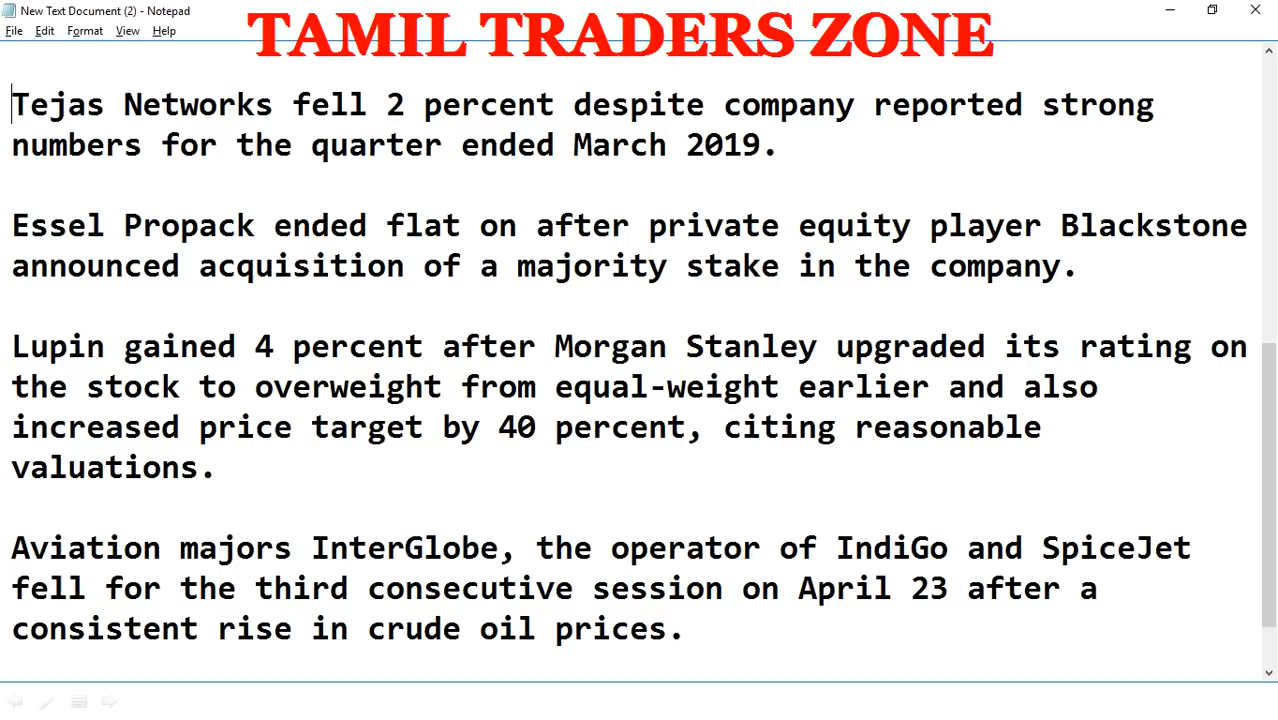 New Text Document (2) - Notepad
File Edit Format View Help
TAMIL TRADERS ZONE
Tejas Networks fell 2 percent despite company reported strong
numbers for the quarter ended March 2019.
Essel Propack ended flat on after private equity player Blackstone
announced acquisition of a majority stake in the company.
Lupin gained 4 percent after Morgan Stanley upgraded its rating on
the stock to overweight from equal-weight earlier and also
increased price target by 40 percent, citing reasonable
valuations.
Aviation majors InterGlobe, the operator of IndiGo and SpiceJet
fell for the third consecutive session on April 23 after a
consistent rise in crude oil prices.